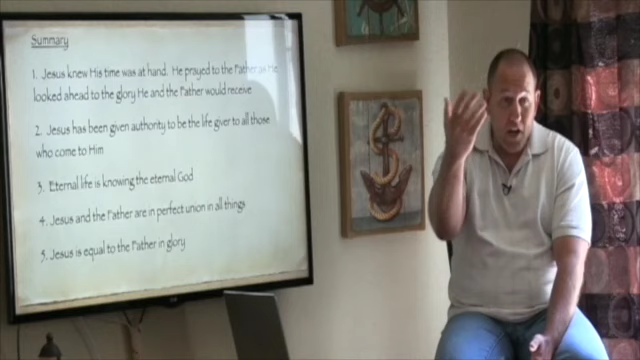 Summary
1. Jesus knew His time was at hand. He prayed to the Father as He
looked ahead to the glory He and the Father would receive
2. Jesus has been given authority to be the life giver to all those
who come to Him
3. Eternal life is knowing the eternal God
4. Jesus and the Father are in perfect union in all things
5. Jesus is equal to the Father in glory